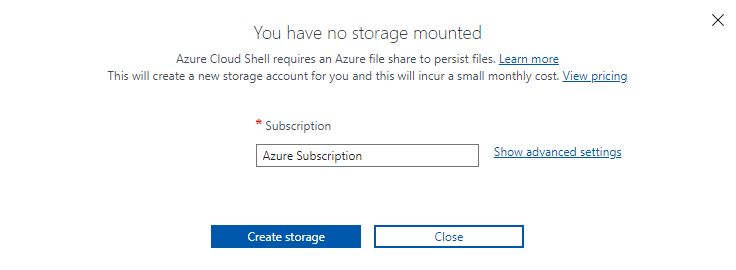 You have no storage mounted
Azure Cloud Shell requires an Azure file share to persist files. Learn more
This will create a new storage account for you and this will incur a small monthly cost. View pricing
* Subscription
Azure Subscription
Show advanced settings
Create storage
Close